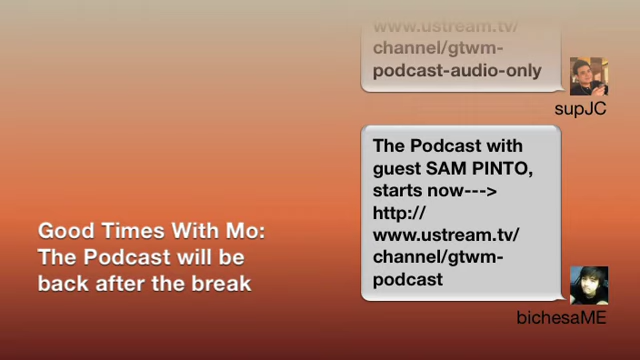 www.ustream.tv/
channel/gtwm-
podcast-audio-only
supJC
The Podcast with
guest SAM PINTO,
starts now--->
http://
www.ustream.tv/
channel/gtwm-
podcast
bichesaME
Good Times With Mo:
The Podcast will be
back after the break